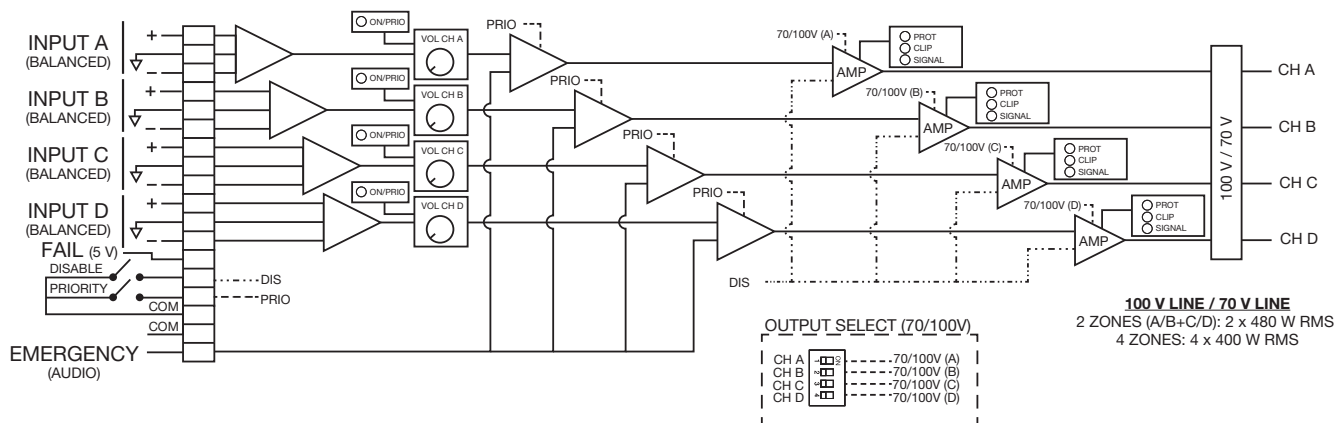 INPUT A
(BALANCED)
+
−
ON/PRIO
VOL CH A
PRIO
70/100V (A)
AMP
PROT
CLIP
SIGNAL
CH A
INPUT B
(BALANCED)
+
−
ON/PRIO
VOL CH B
PRIO
70/100V (B)
AMP
PROT
CLIP
SIGNAL
CH B
INPUT C
(BALANCED)
+
−
ON/PRIO
VOL CH C
PRIO
70/100V (C)
AMP
PROT
CLIP
SIGNAL
CH C
INPUT D
(BALANCED)
+
−
ON/PRIO
VOL CH D
PRIO
70/100V (D)
AMP
PROT
CLIP
SIGNAL
CH D
100 V / 70 V
FAIL (5 V)
DISABLE
PRIORITY
COM
COM
DIS
PRIO
DIS
EMERGENCY
(AUDIO)
100 V LINE / 70 V LINE
2 ZONES (A/B+C/D): 2 x 480 W RMS
4 ZONES: 4 x 400 W RMS
OUTPUT SELECT (70/100V)
CH A 1 ON 70/100V (A)
CH B 2 70/100V (B)
CH C 3 70/100V (C)
CH D 4 70/100V (D)